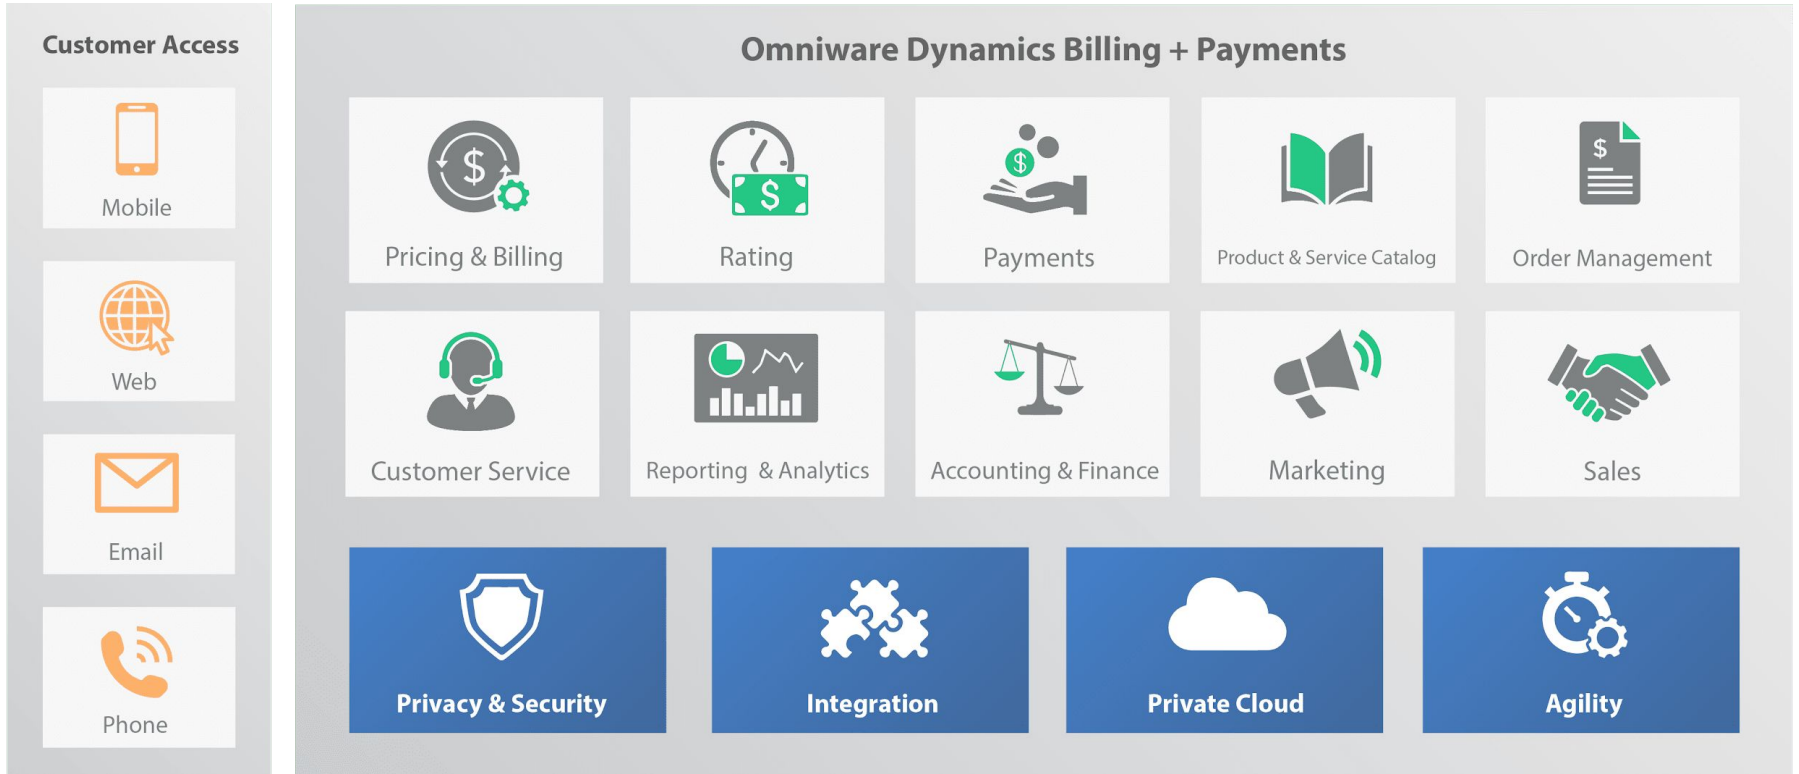 Customer Access
Mobile
Web
Email
Phone
Omniware Dynamics Billing + Payments
$
Pricing & Billing
$
Rating
$
Payments
Product & Service Catalog
$
Order Management
Customer Service
Reporting & Analytics
Accounting & Finance
Marketing
Sales
Privacy & Security
Integration
Private Cloud
Agility